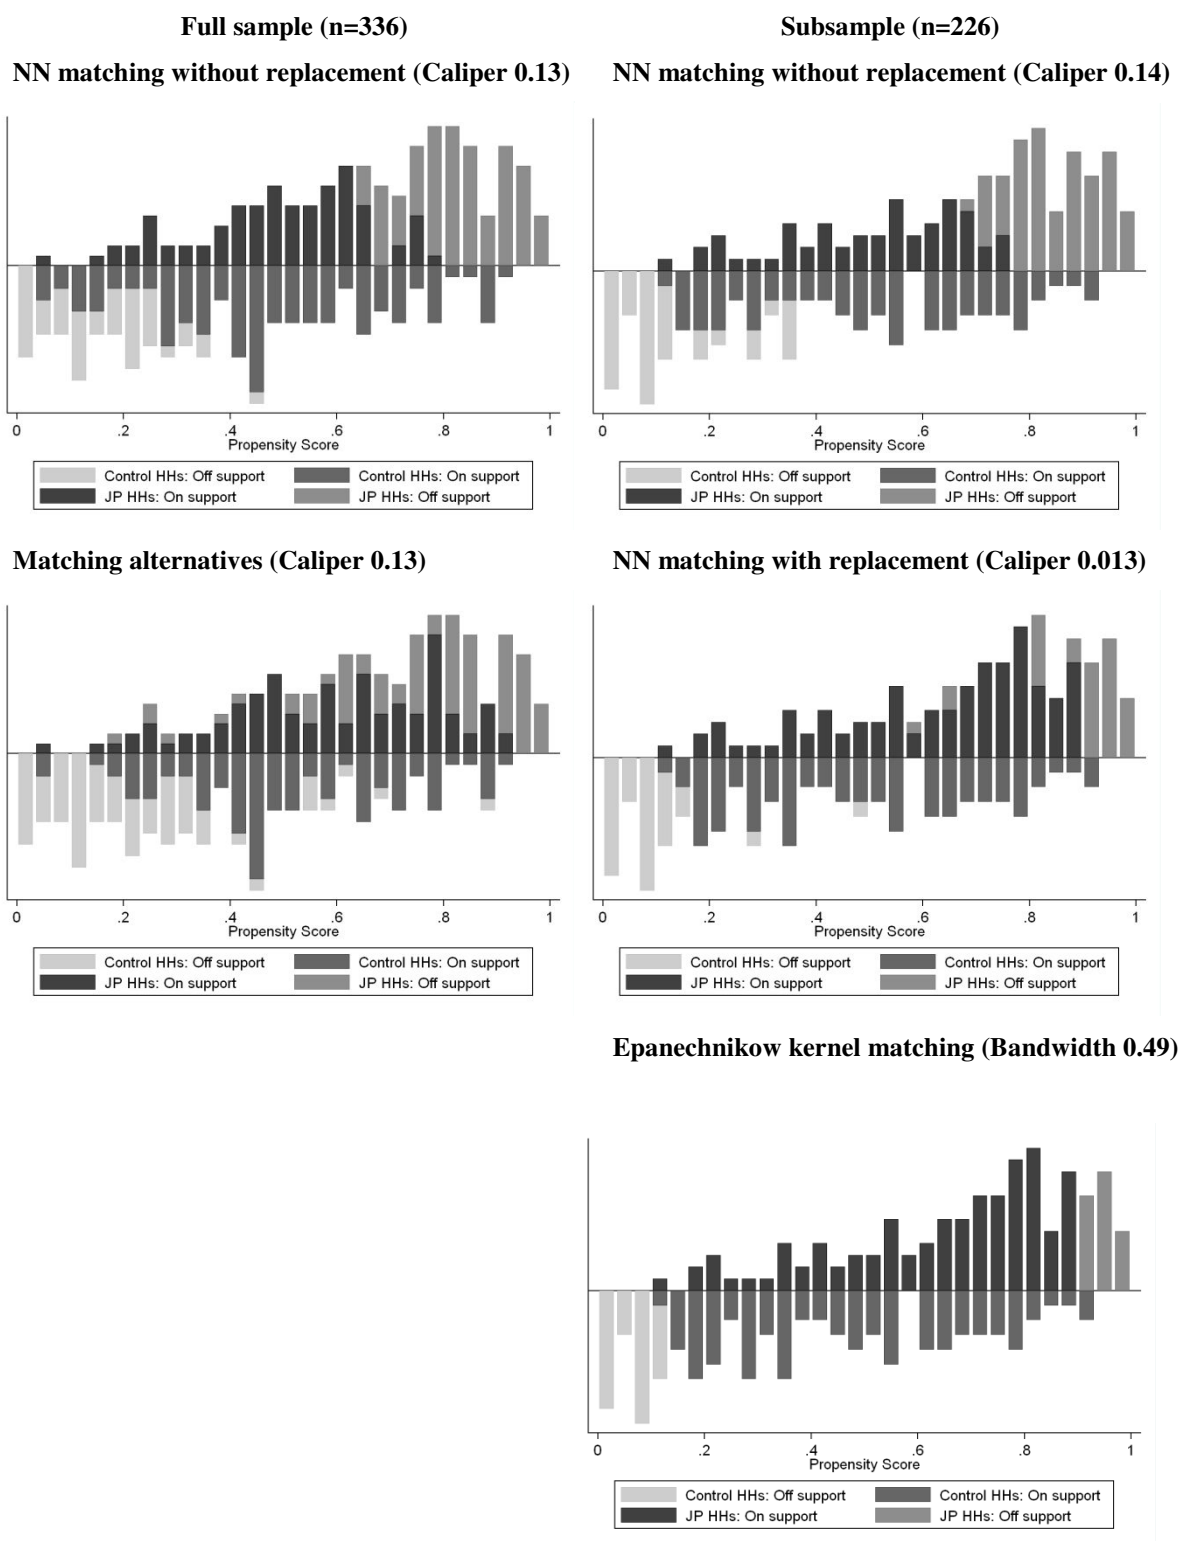 Full sample (n=336)
Subsample (n=226)
NN matching without replacement (Caliper 0.13)
NN matching without replacement (Caliper 0.14)
0 .2 .4 .6 .8 1
Propensity Score
Control HHs: Off support Control HHs: On support
JP HHs: On support JP HHs: Off support
0 .2 .4 .6 .8 1
Propensity Score
Control HHs: Off support Control HHs: On support
JP HHs: On support JP HHs: Off support
Matching alternatives (Caliper 0.13)
NN matching with replacement (Caliper 0.013)
0 .2 .4 .6 .8 1
Propensity Score
Control HHs: Off support Control HHs: On support
JP HHs: On support JP HHs: Off support
0 .2 .4 .6 .8 1
Propensity Score
Control HHs: Off support Control HHs: On support
JP HHs: On support JP HHs: Off support
Epanechnikow kernel matching (Bandwidth 0.49)
0 .2 .4 .6 .8 1
Propensity Score
Control HHs: Off support Control HHs: On support
JP HHs: On support JP HHs: Off support